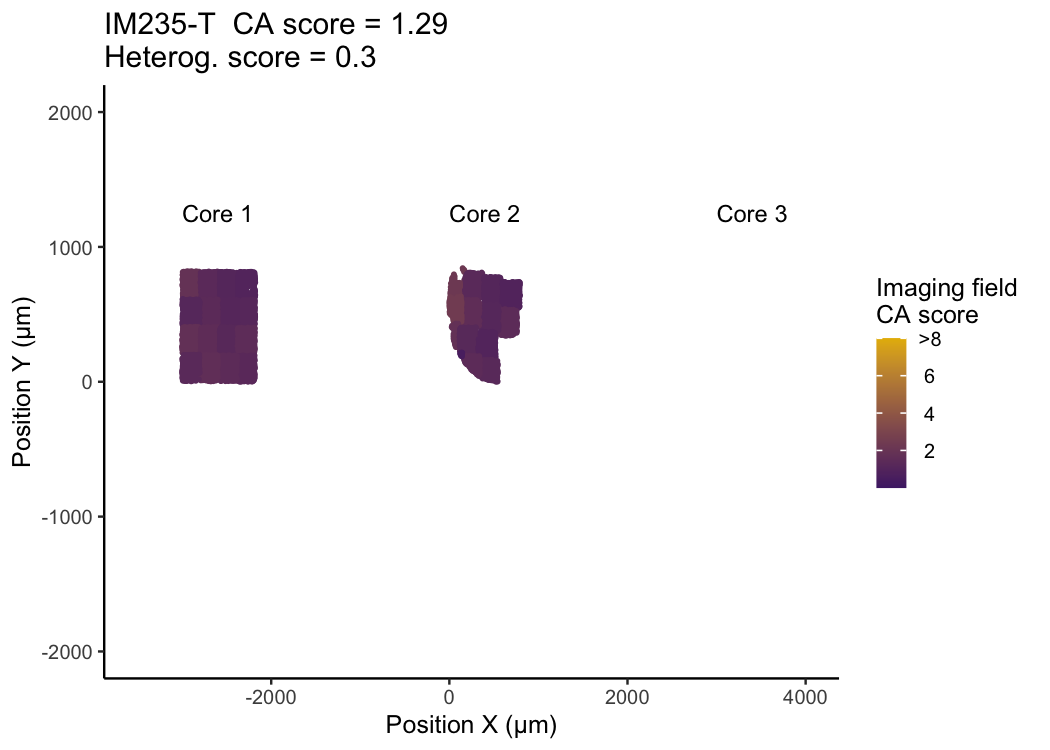 IM235-T  CA score = 1.29
Heterog. score = 0.3
2000
Core 1
Core 2
Core 3
1000
Position Y (µm)
0
-1000
-2000
-2000
0
2000
4000
Position X (µm)
Imaging field
CA score
>8
6
4
2